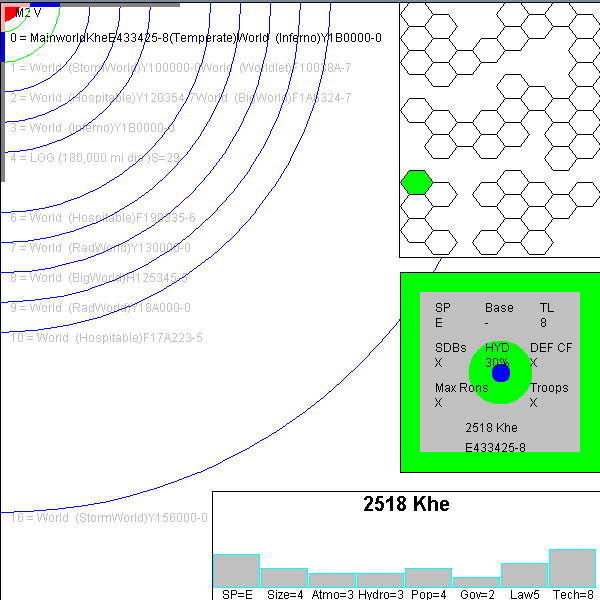 M2 V
0 = MainworldKheE433425-8(Temperate)World (Inferno)Y1B0000-0
1 = World (StormWorld)Y100000-0World (Worldlet)F10038A-7
2 = World (Hospitable)Y120354-7World (BigWorld)F1A5324-7
3 = World (Inferno)Y1B0000-0
4 = LGG (180,000 mi dia.)S=29
6 = World (Hospitable)F198335-6
7 = World (RadWorld)Y130000-0
8 = World (BigWorld)H125345-5
9 = World (RadWorld)Y18A000-0
10 = World (Hospitable)F17A223-5
16 = World (StormWorld)Y156000-0
SP Base TL
E - 8
SDBs HYD DEF CF
X 30% X
Max Rons Troops
X X
2518 Khe
E433425-8
2518 Khe
SP=E Size=4 Atmo=3 Hydro=3 Pop=4 Gov=2 Law5 Tech=8